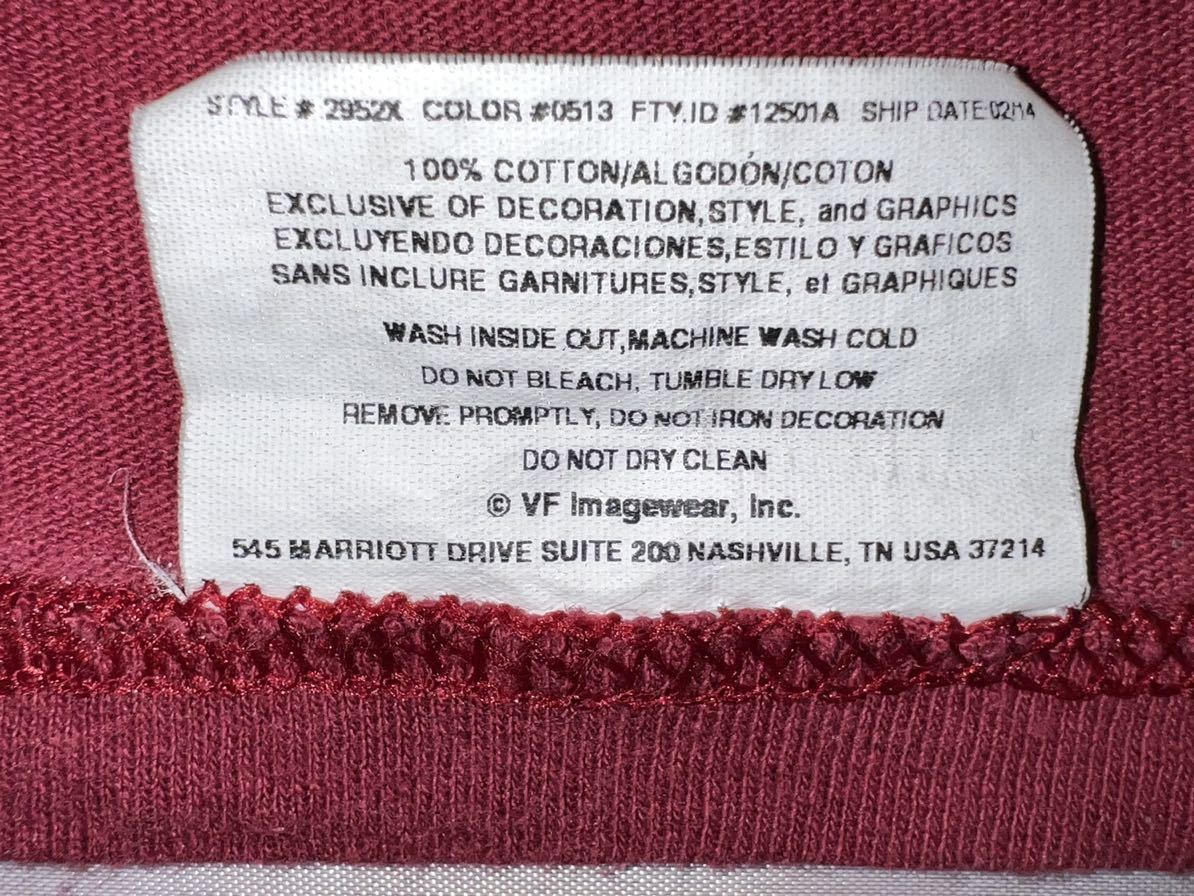 STYLE # 2952X COLOR #0513 FTY.ID #12501A SHIP DATE 02/14
100% COTTON/ALGODÓN/COTON
EXCLUSIVE OF DECORATION, STYLE, and GRAPHICS
EXCLUYENDO DECORACIONES, ESTILO Y GRAFICOS
SANS INCLURE GARNITURES, STYLE, et GRAPHIQUES
WASH INSIDE OUT, MACHINE WASH COLD
DO NOT BLEACH, TUMBLE DRY LOW
REMOVE PROMPTLY, DO NOT IRON DECORATION
DO NOT DRY CLEAN
© VF Imagewear, Inc.
545 MARRIOTT DRIVE SUITE 200 NASHVILLE, TN USA 37214